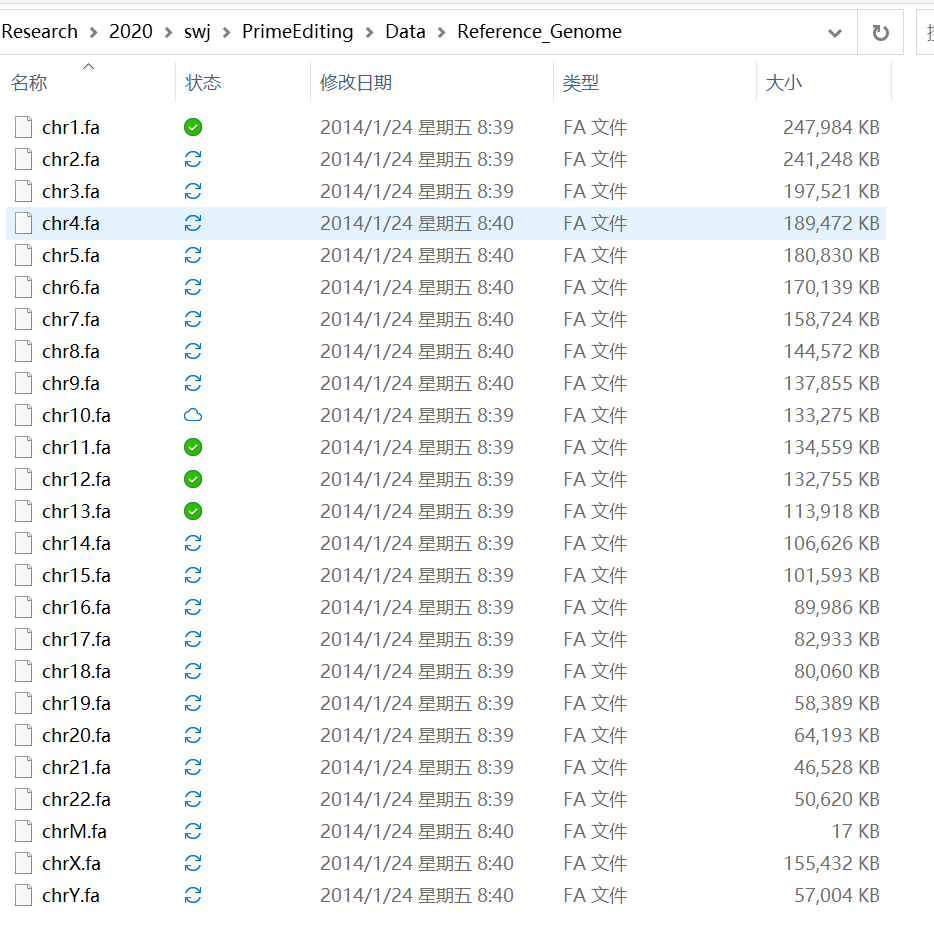 Research > 2020 > swj > PrimeEditing > Data > Reference_Genome
名称 状态 修改日期 类型 大小
chr1.fa 2014/1/24 星期五 8:39 FA 文件 247,984 KB
chr2.fa 2014/1/24 星期五 8:39 FA 文件 241,248 KB
chr3.fa 2014/1/24 星期五 8:39 FA 文件 197,521 KB
chr4.fa 2014/1/24 星期五 8:40 FA 文件 189,472 KB
chr5.fa 2014/1/24 星期五 8:40 FA 文件 180,830 KB
chr6.fa 2014/1/24 星期五 8:40 FA 文件 170,139 KB
chr7.fa 2014/1/24 星期五 8:40 FA 文件 158,724 KB
chr8.fa 2014/1/24 星期五 8:40 FA 文件 144,572 KB
chr9.fa 2014/1/24 星期五 8:40 FA 文件 137,855 KB
chr10.fa 2014/1/24 星期五 8:39 FA 文件 133,275 KB
chr11.fa 2014/1/24 星期五 8:39 FA 文件 134,559 KB
chr12.fa 2014/1/24 星期五 8:39 FA 文件 132,755 KB
chr13.fa 2014/1/24 星期五 8:39 FA 文件 113,918 KB
chr14.fa 2014/1/24 星期五 8:39 FA 文件 106,626 KB
chr15.fa 2014/1/24 星期五 8:39 FA 文件 101,593 KB
chr16.fa 2014/1/24 星期五 8:39 FA 文件 89,986 KB
chr17.fa 2014/1/24 星期五 8:39 FA 文件 82,933 KB
chr18.fa 2014/1/24 星期五 8:39 FA 文件 80,060 KB
chr19.fa 2014/1/24 星期五 8:39 FA 文件 58,389 KB
chr20.fa 2014/1/24 星期五 8:39 FA 文件 64,193 KB
chr21.fa 2014/1/24 星期五 8:39 FA 文件 46,528 KB
chr22.fa 2014/1/24 星期五 8:39 FA 文件 50,620 KB
chrM.fa 2014/1/24 星期五 8:40 FA 文件 17 KB
chrX.fa 2014/1/24 星期五 8:40 FA 文件 155,432 KB
chrY.fa 2014/1/24 星期五 8:40 FA 文件 57,004 KB